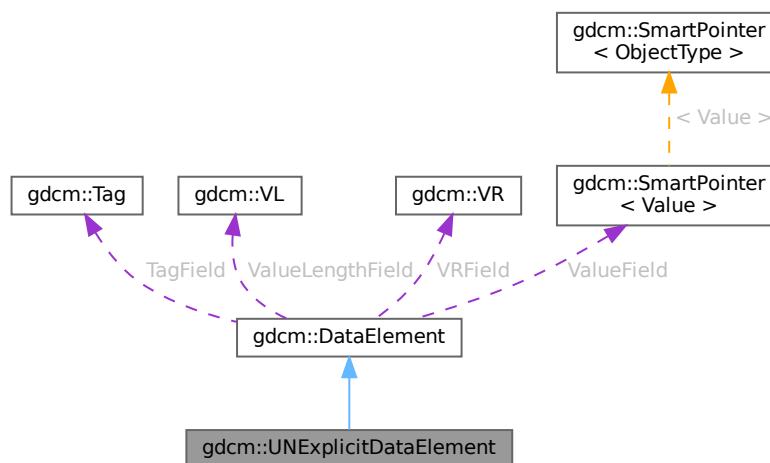 gdcm::SmartPointer
< ObjectType >
< Value >
gdcm::Tag
gdcm::VL
gdcm::VR
gdcm::SmartPointer
< Value >
TagField
ValueLengthField
VRField
ValueField
gdcm::DataElement
gdcm::UNExplicitDataElement